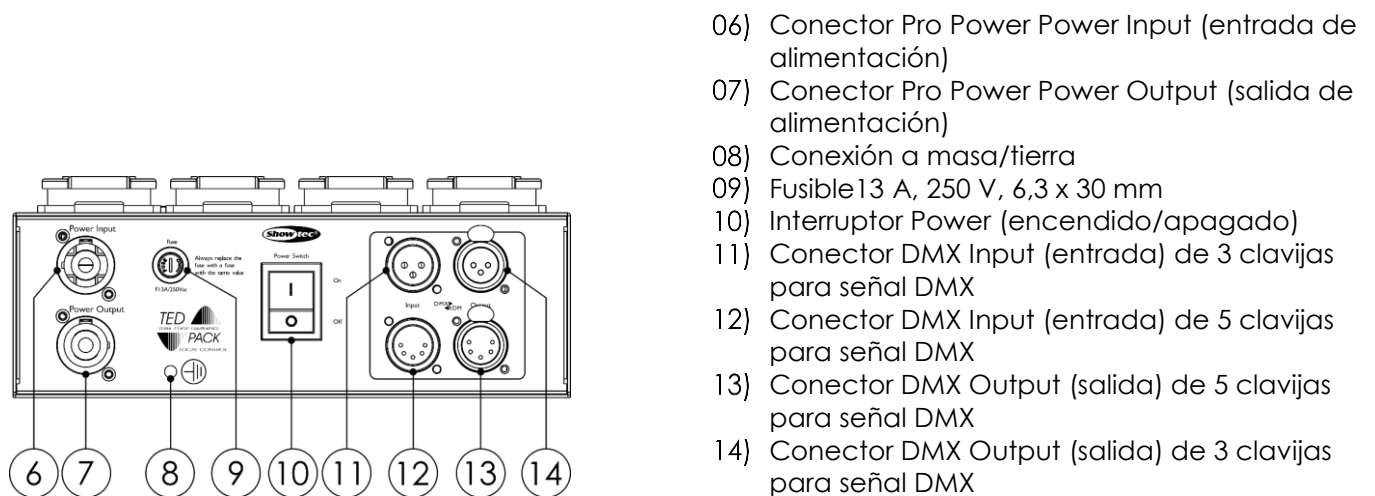 06) Conector Pro Power Power Input (entrada de
alimentación)
07) Conector Pro Power Power Output (salida de
alimentación)
08) Conexión a masa/tierra
09) Fusible13 A, 250 V, 6,3 x 30 mm
10) Interruptor Power (encendido/apagado)
11) Conector DMX Input (entrada) de 3 clavijas
para señal DMX
12) Conector DMX Input (entrada) de 5 clavijas
para señal DMX
13) Conector DMX Output (salida) de 5 clavijas
para señal DMX
14) Conector DMX Output (salida) de 3 clavijas
para señal DMX
Power Input
Fuse
Always replace the
fuse with a fuse
with the same value
F13A/250Vac
Power Output
TED
PACK
LOCAL CONTROL
Showtec
Power Switch
On
Off
Input
DMX
RDM
Output
6 7 8 9 10 11 12 13 14